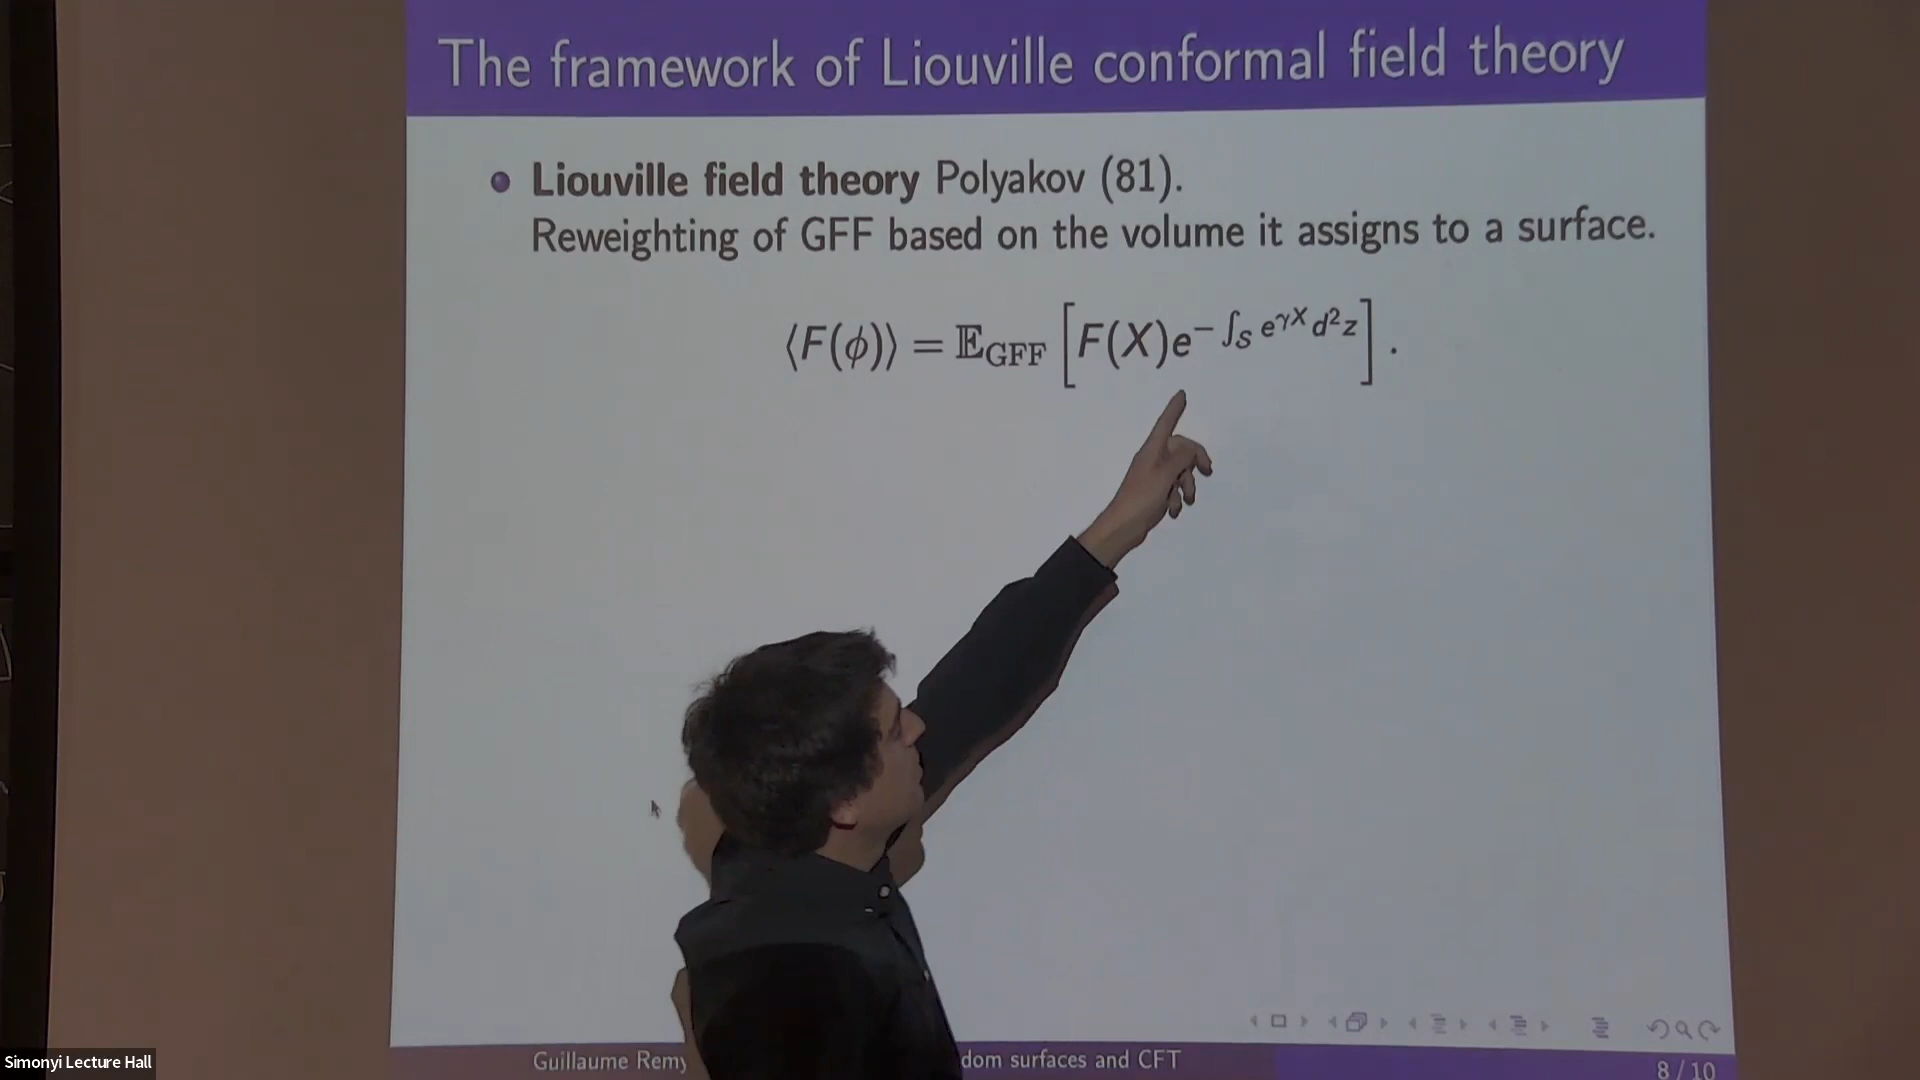 The framework of Liouville conformal field theory
Liouville field theory Polyakov (81).
Reweighting of GFF based on the volume it assigns to a surface.
⟨F(ϕ)⟩ = 𝔼_GFF [F(X)e^{−∫_S e^{γX} d²z}].
Guillaume Remy dom surfaces and CFT
8 / 10
Simonyi Lecture Hall